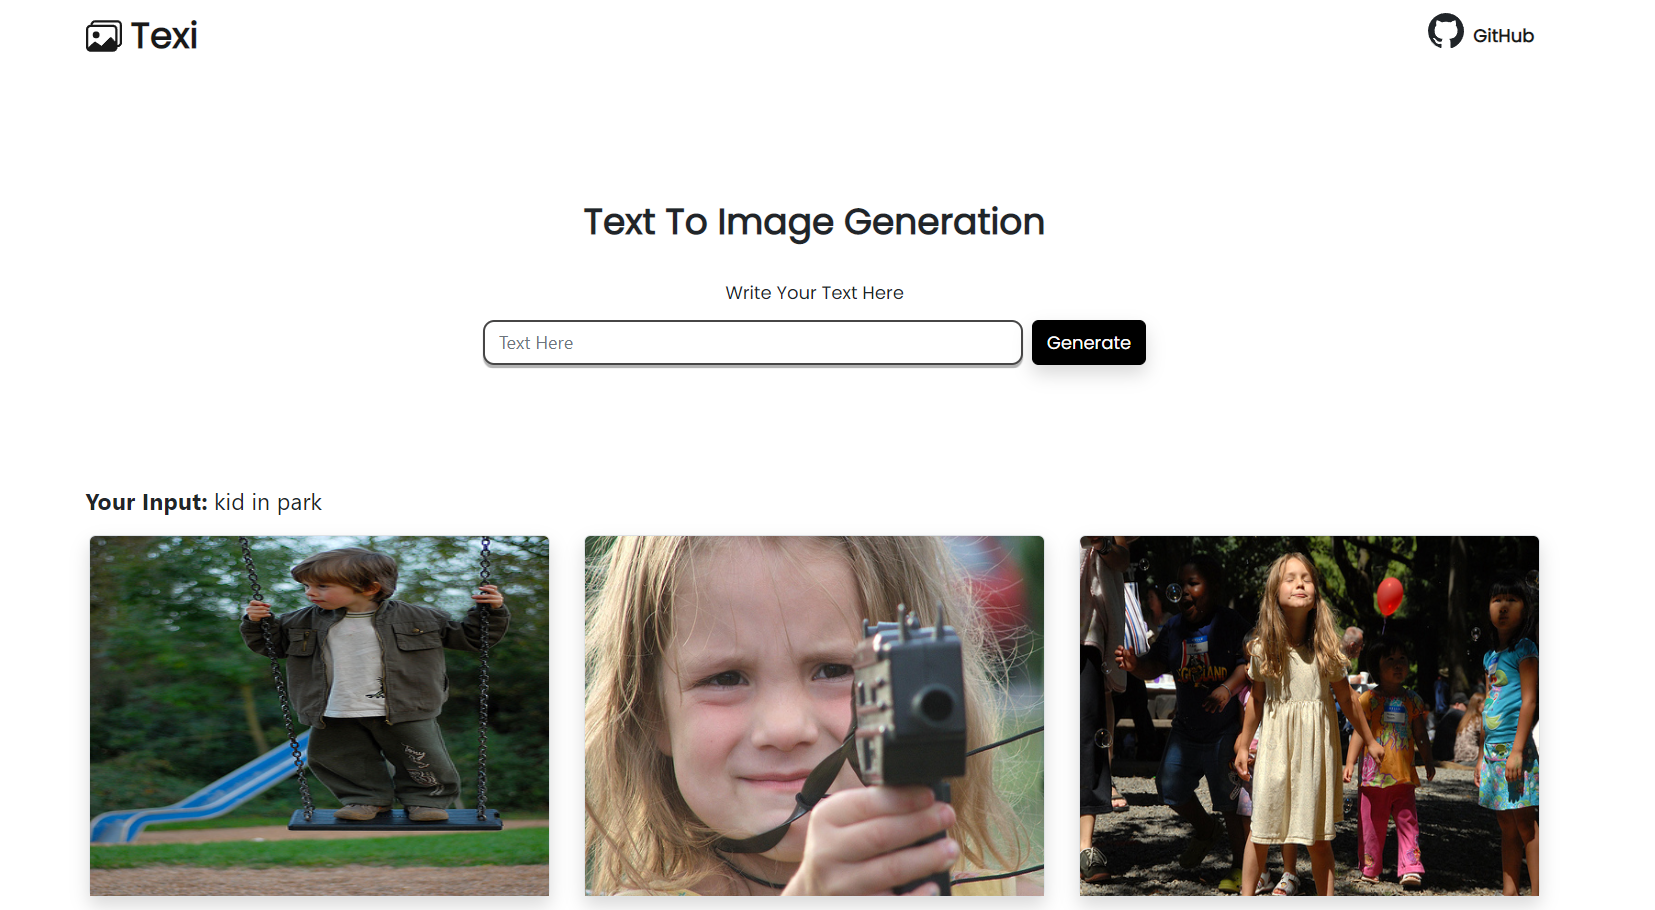 Texi
GitHub
Text To Image Generation
Write Your Text Here
Text Here
Generate
Your Input: kid in park